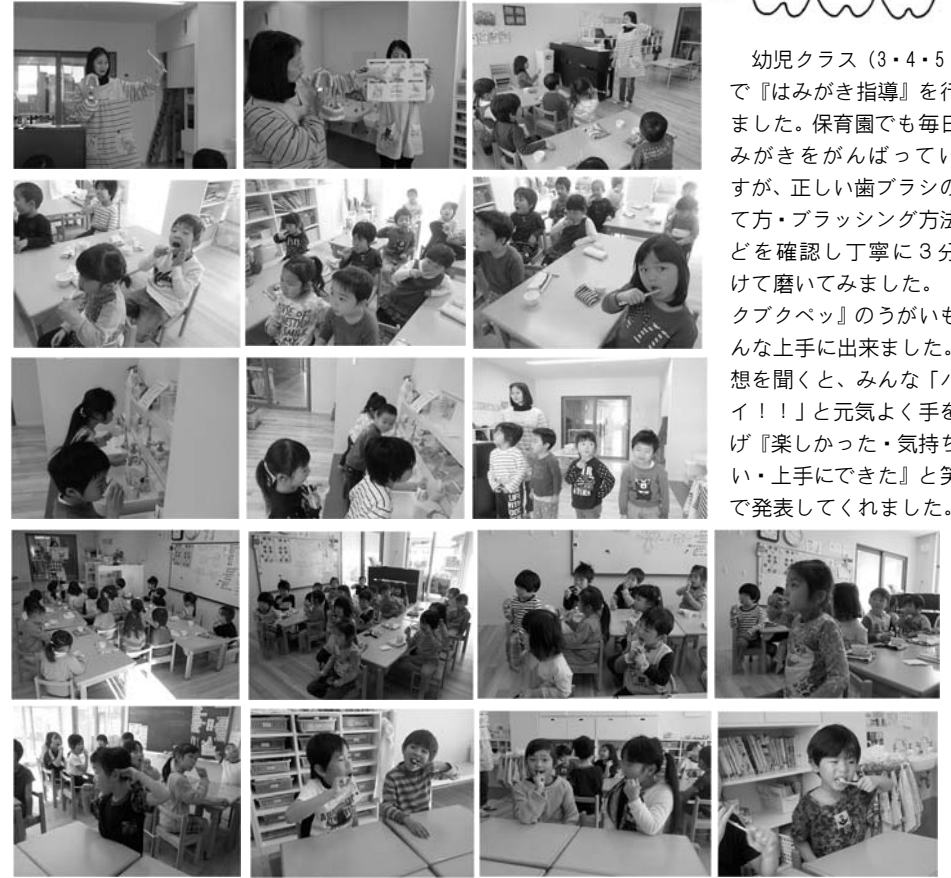 幼児クラス（3・4・5
で『はみがき指導』を行
ました。保育園でも毎日
みがきをがんばってい
すが、正しい歯ブラシの
て方・ブラッシング方法
どを確認し丁寧に３分
けて磨いてみました。
クブクペッ』のうがいも
んな上手に出来ました。
想を聞くと、みんな「ハ
イ！！」と元気よく手を
げ『楽しかった・気持ち
い・上手にできた』と笑
で発表してくれました。